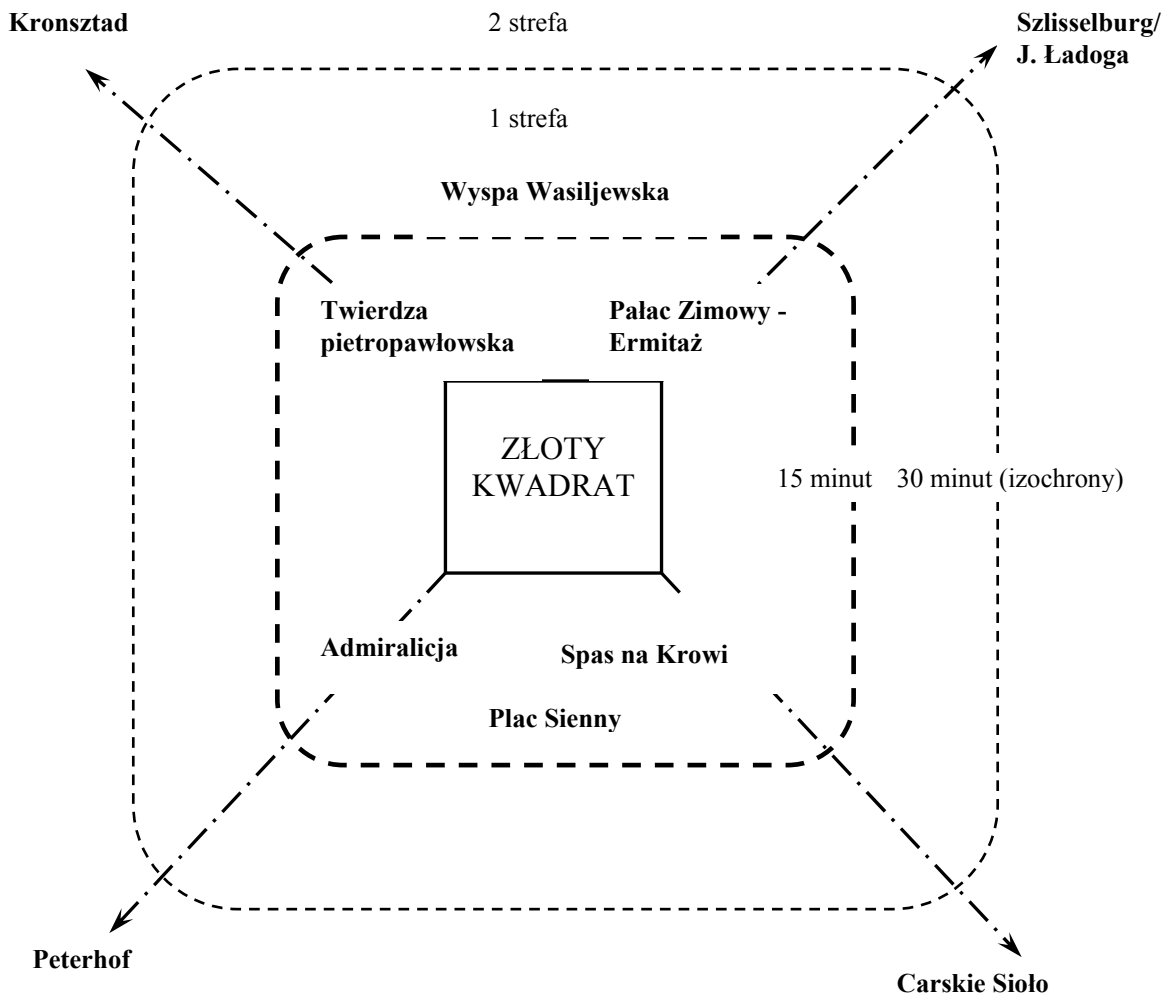 Kronsztad
2 strefa
Szlisselburg/
J. Ładoga
1 strefa
Wyspa Wasiljewska
Twierdza
pietropawłowska
Pałac Zimowy -
Ermitaż
ZŁOTY
KWADRAT
15 minut
30 minut (izochrony)
Admiralicja
Spas na Krowi
Plac Sienny
Peterhof
Carskie Sioło